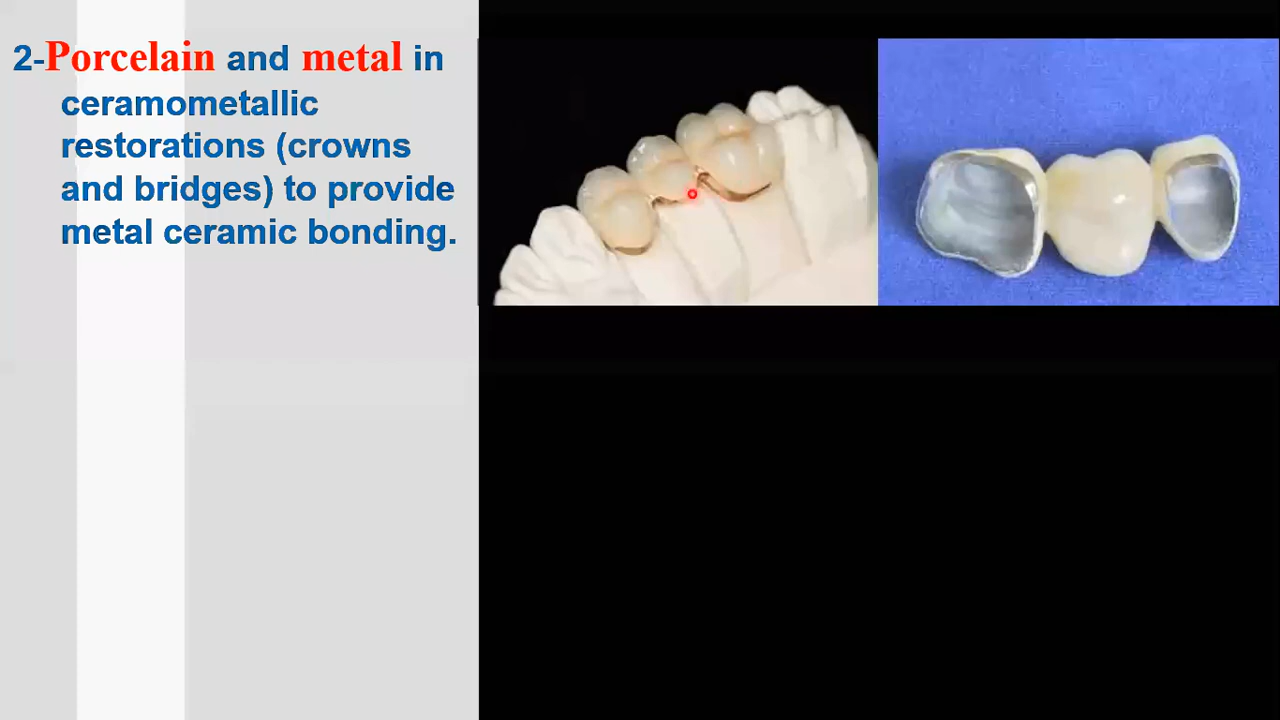 2-Porcelain and metal in
ceramometallic
restorations (crowns
and bridges) to provide
metal ceramic bonding.